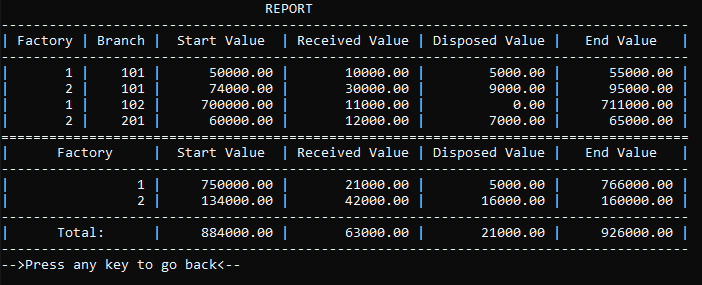 REPORT
| Factory | Branch | Start Value | Received Value | Disposed Value | End Value |
| 1 | 101 | 50000.00 | 10000.00 | 5000.00 | 55000.00 |
| 2 | 101 | 74000.00 | 30000.00 | 9000.00 | 95000.00 |
| 1 | 102 | 700000.00 | 11000.00 | 0.00 | 711000.00 |
| 2 | 201 | 60000.00 | 12000.00 | 7000.00 | 65000.00 |
| Factory | Start Value | Received Value | Disposed Value | End Value |
| 1 | 750000.00 | 21000.00 | 5000.00 | 766000.00 |
| 2 | 134000.00 | 42000.00 | 16000.00 | 160000.00 |
| Total: | 884000.00 | 63000.00 | 21000.00 | 926000.00 |
-->Press any key to go back<--